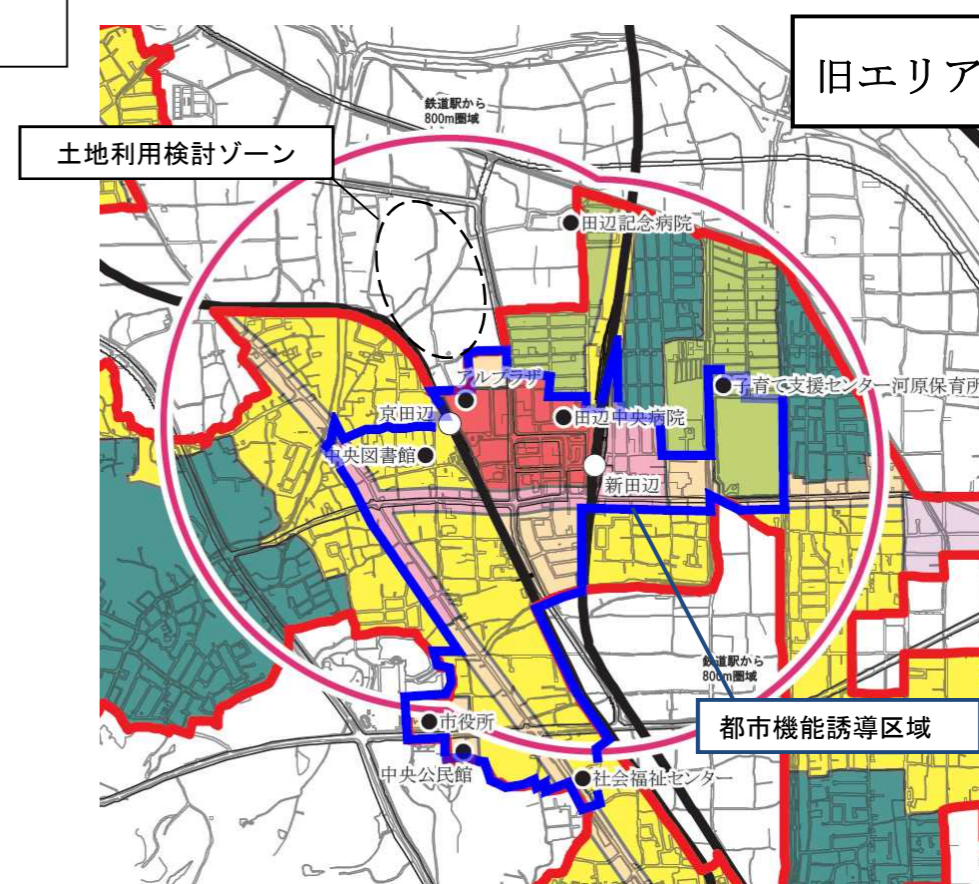 旧エリア
鉄道駅から
800m圏域
土地利用検討ゾーン
田辺記念病院
アルプラザ
子育て支援センター河原保育所
京田辺
田辺中央病院
中央図書館
新田辺
鉄道駅から
800m圏域
市役所
都市機能誘導区域
中央公民館
社会福祉センター